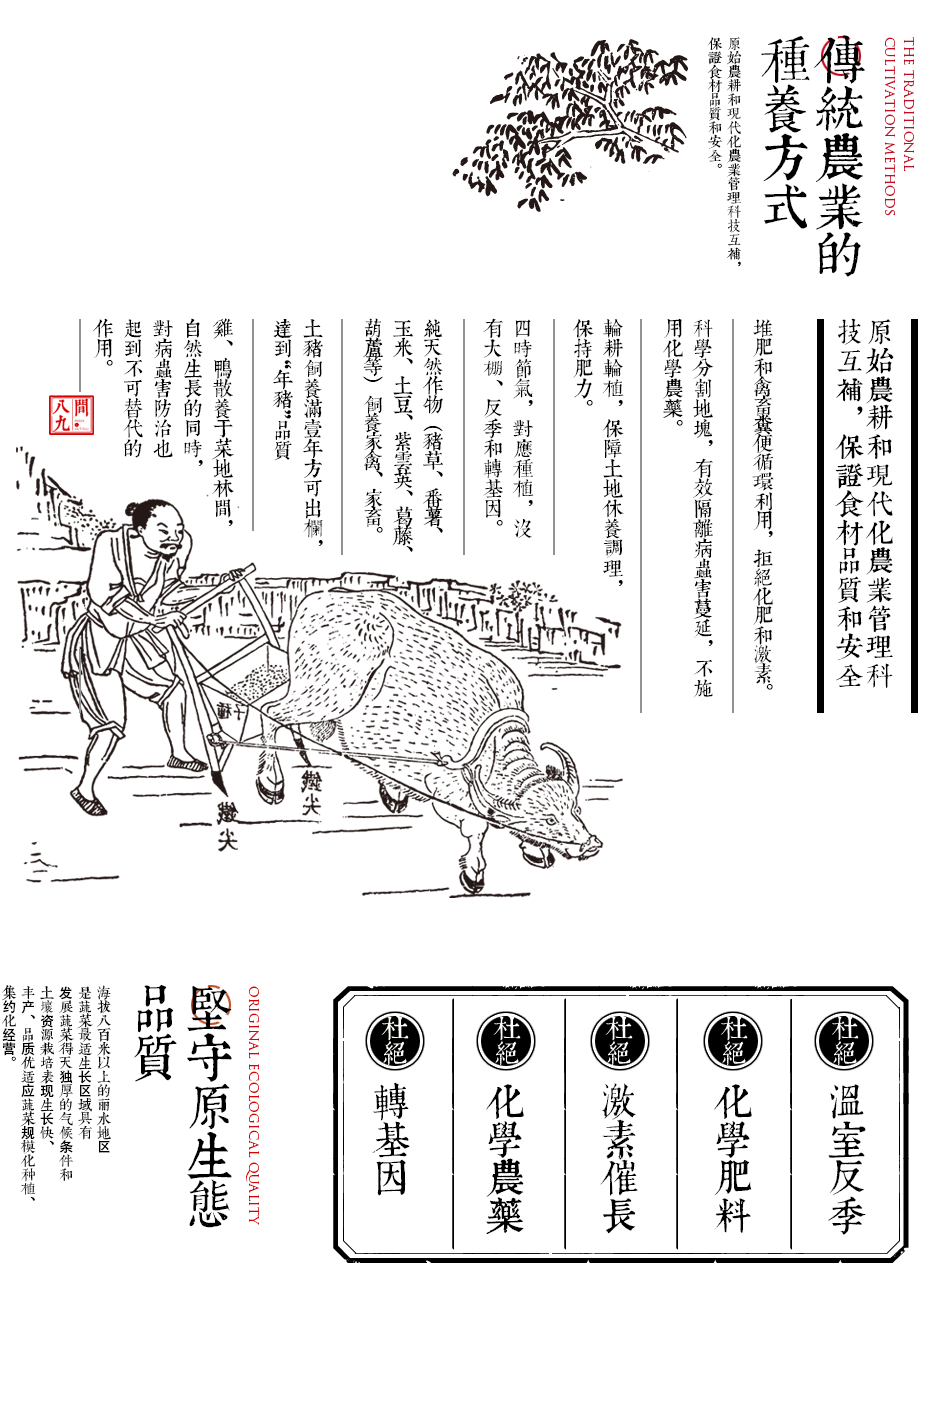 THE TRADITIONAL
CULTIVATION METHODS
傳統農業的
種養方式
原始農耕和現代化農業管理科技互補，
保證食材品質和安全。
原始農耕和現代化農業管理科
技互補，保證食材品質和安全
堆肥和禽畜糞便循環利用，拒絕化肥和激素。
科學分割地塊，有效隔離病蟲害蔓延，不施
用化學農藥。
輪耕輪植，保障土地休養調理，
保持肥力。
四時節氣，對應種植，沒
有大棚、反季和轉基因。
純天然作物（豬草、番薯、
玉米、土豆、紫雲英、葛藤、
葫蘆等）飼養家禽、家畜。
土豬飼養滿壹年方可出欄，
達到“年豬”品質
雞、鴨散養于菜地林間，
自然生長的同時，
對病蟲害防治也
起到不可替代的
作用。
間
八九
種子
鐵尖
鐵尖
杜絕
溫室反季
杜絕
化學肥料
杜絕
激素催長
杜絕
化學農藥
杜絕
轉基因
ORIGINAL ECOLOGICAL QUALITY
堅守原生態
品質
海拔八百米以上的丽水地区
是蔬菜最适生长区域具有
发展蔬菜得天独厚的气候条件和
土壤资源栽培表现生长快、
丰产、品质优适应蔬菜规模化种植、
集约化经营。